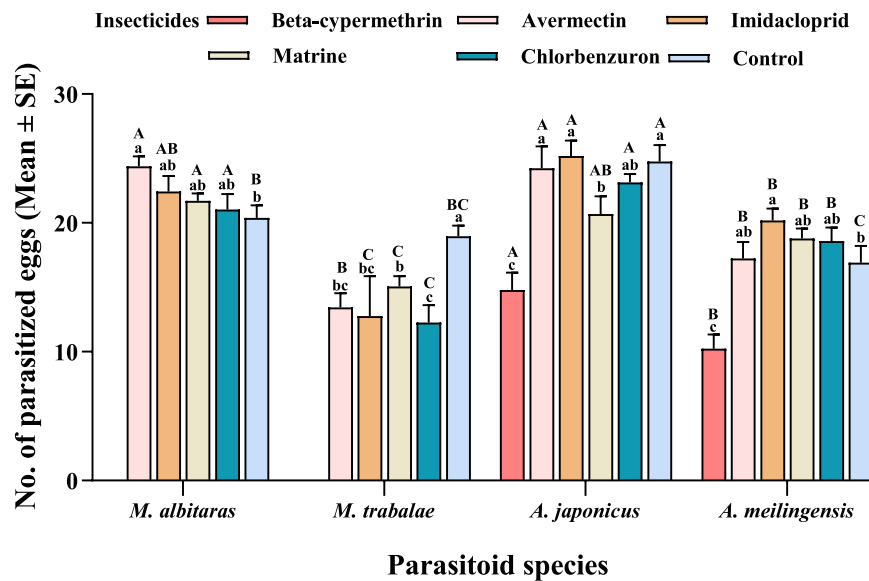 Insecticides Beta-cypermethrin Avermectin Imidacloprid
Matrine Chlorbenzuron Control
No. of parasitized eggs (Mean ± SE)
30
20
10
0
A
a
AB
ab
A
ab
A
ab
B
b
B
bc
C
bc
C
b
C
c
BC
a
A
c
A
a
A
a
AB
b
A
ab
A
a
B
c
B
ab
B
a
B
ab
B
ab
C
b
M. albitaras M. trabalae A. japonicus A. meilingensis
Parasitoid species